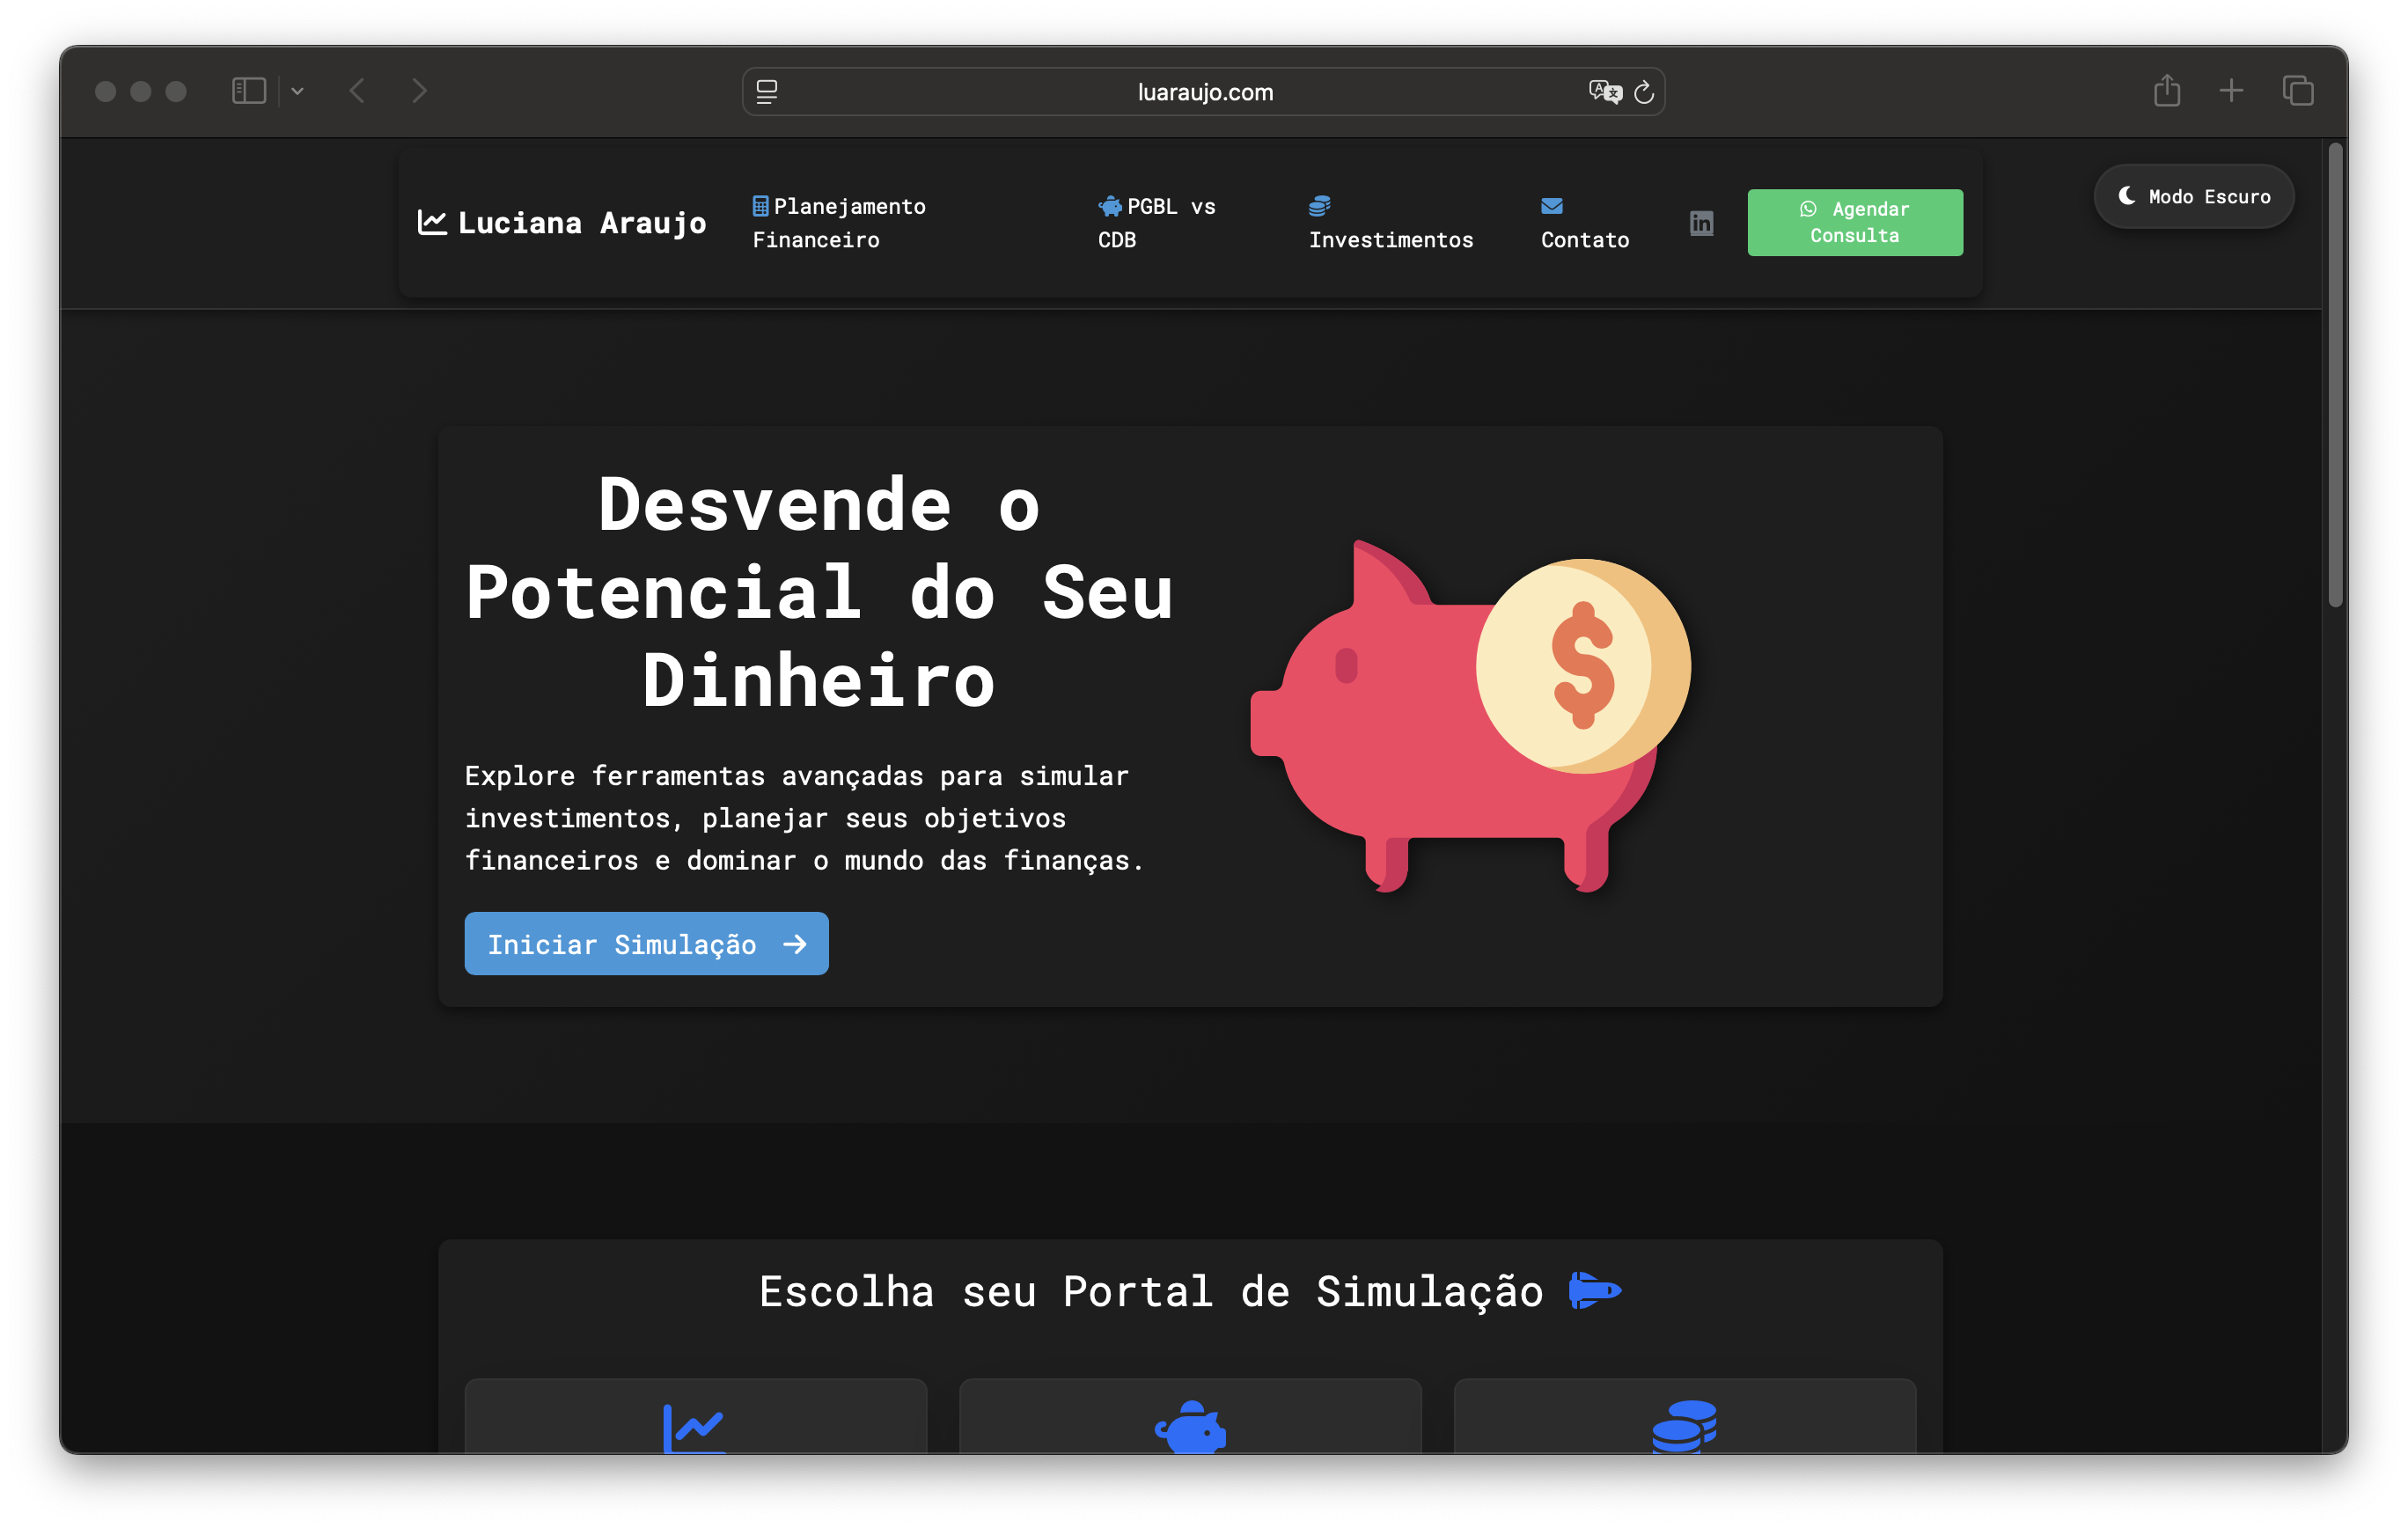 luaraujo.com
Luciana Araujo
Planejamento
Financeiro
PGBL vs
CDB
Investimentos
Contato
in
Agendar
Consulta
Modo Escuro
Desvende o
Potencial do Seu
Dinheiro
$
Explore ferramentas avançadas para simular
investimentos, planejar seus objetivos
financeiros e dominar o mundo das finanças.
Iniciar Simulação
Escolha seu Portal de Simulação